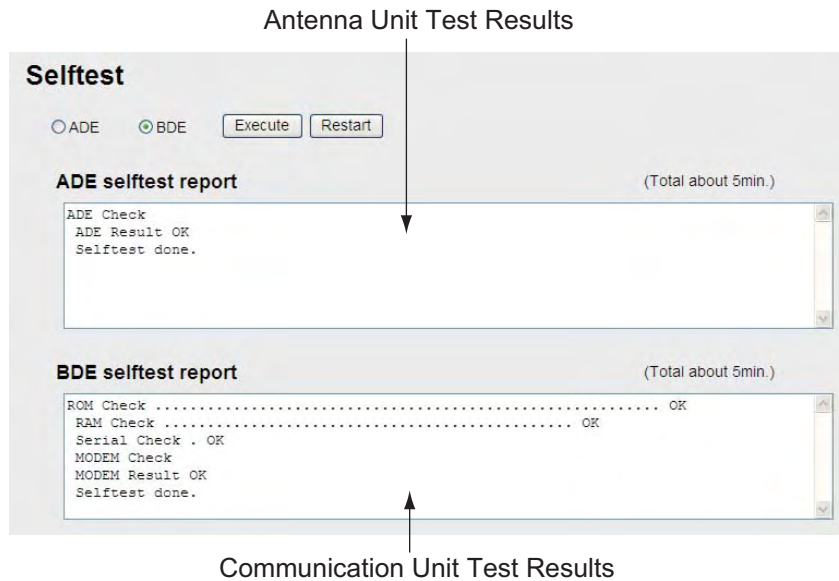 Antenna Unit Test Results
Selftest
ADE BDE Execute Restart
ADE selftest report (Total about 5min.)
ADE Check
ADE Result OK
Selftest done.
BDE selftest report (Total about 5min.)
ROM Check .......................................................... OK
RAM Check ............................................... OK
Serial Check . OK
MODEM Check
MODEM Result OK
Selftest done.
Communication Unit Test Results